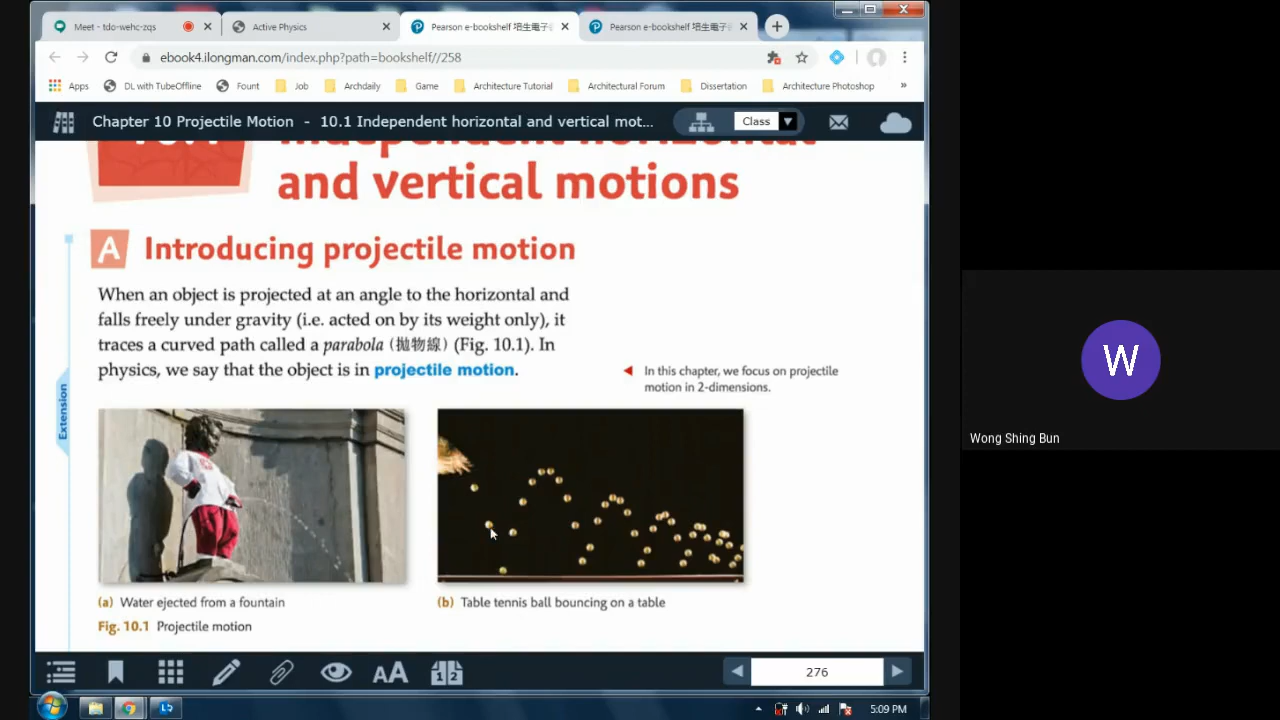 Meet - tdo-wehc-zqs
Active Physics
Pearson e-bookshelf 培生電子
Pearson e-bookshelf 培生電子
ebook4.ilongman.com/index.php?path=bookshelf//258
Apps
DL with TubeOffline
Fount
Job
Archdaily
Game
Architecture Tutorial
Architectural Forum
Dissertation
Architecture Photoshop
»
Chapter 10 Projectile Motion - 10.1 Independent horizontal and vertical mot...
Class
Independent horizontal
and vertical motions
A Introducing projectile motion
When an object is projected at an angle to the horizontal and
falls freely under gravity (i.e. acted on by its weight only), it
traces a curved path called a parabola (拋物線) (Fig. 10.1). In
physics, we say that the object is in projectile motion.
In this chapter, we focus on projectile
motion in 2-dimensions.
Extension
(a) Water ejected from a fountain
(b) Table tennis ball bouncing on a table
Fig. 10.1 Projectile motion
AA
1 2
276
5:09 PM
W
Wong Shing Bun